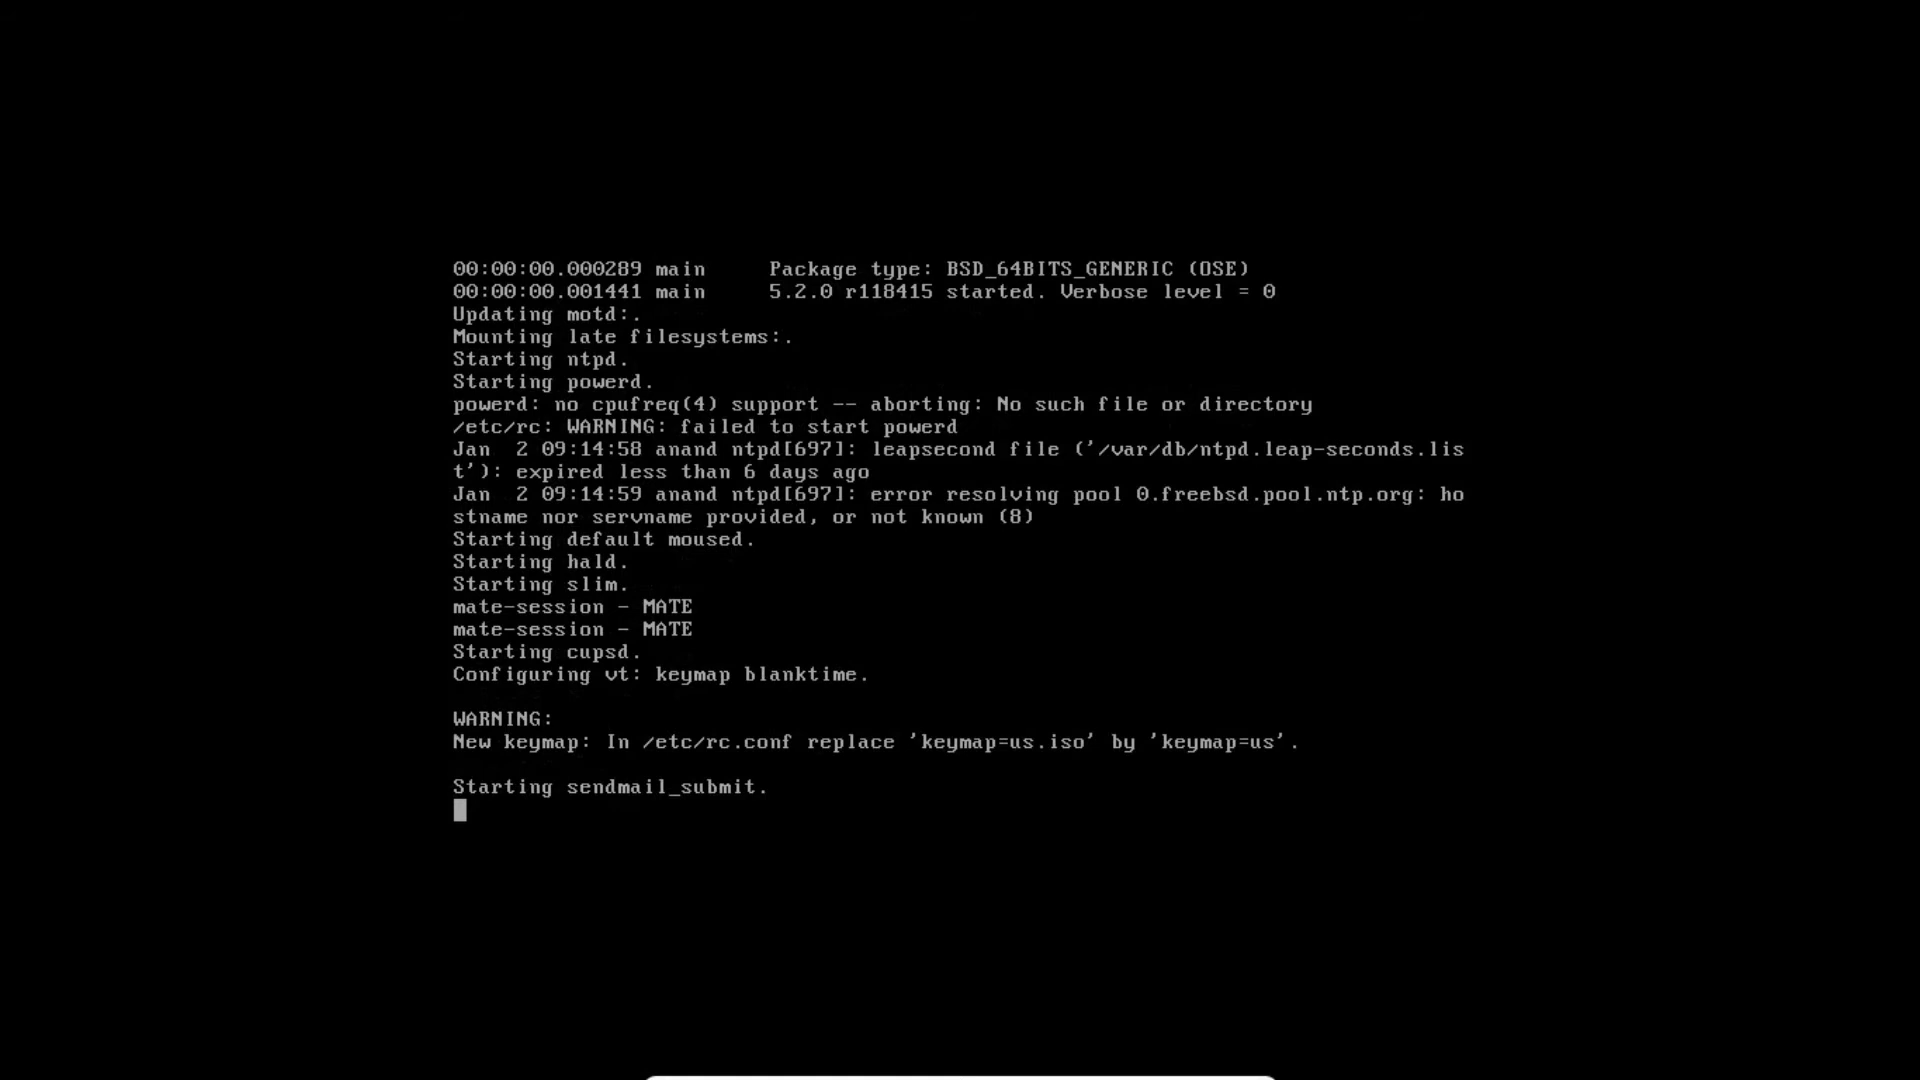 00:00:00.000289 main     Package type: BSD_64BITS_GENERIC (OSE)
00:00:00.001441 main     5.2.0 r118415 started. Verbose level = 0
Updating motd:.
Mounting late filesystems:.
Starting ntpd.
Starting powerd.
powerd: no cpufreq(4) support -- aborting: No such file or directory
/etc/rc: WARNING: failed to start powerd
Jan  2 09:14:58 anand ntpd[697]: leapsecond file ('/var/db/ntpd.leap-seconds.lis
t'): expired less than 6 days ago
Jan  2 09:14:59 anand ntpd[697]: error resolving pool 0.freebsd.pool.ntp.org: ho
stname nor servname provided, or not known (8)
Starting default moused.
Starting hald.
Starting slim.
mate-session - MATE
mate-session - MATE
Starting cupsd.
Configuring vt: keymap blanktime.
WARNING:
New keymap: In /etc/rc.conf replace 'keymap=us.iso' by 'keymap=us'.
Starting sendmail_submit.